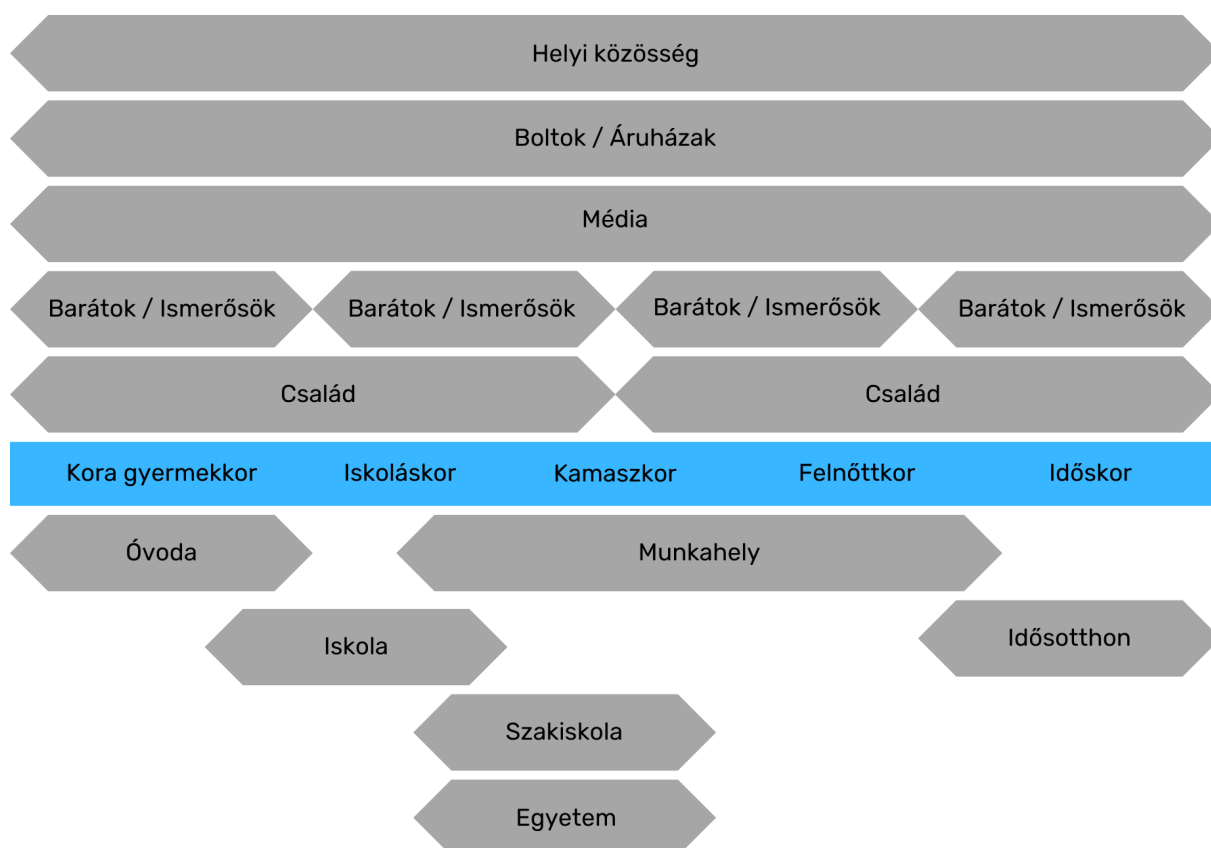 Helyi közösség
Boltok / Áruházak
Média
Barátok / Ismerősök Barátok / Ismerősök Barátok / Ismerősök Barátok / Ismerősök
Család Család
Kora gyermekkor Iskoláskor Kamaszkor Felnőttkor Időskor
Óvoda Munkahely
Iskola Idősotthon
Szakiskola
Egyetem